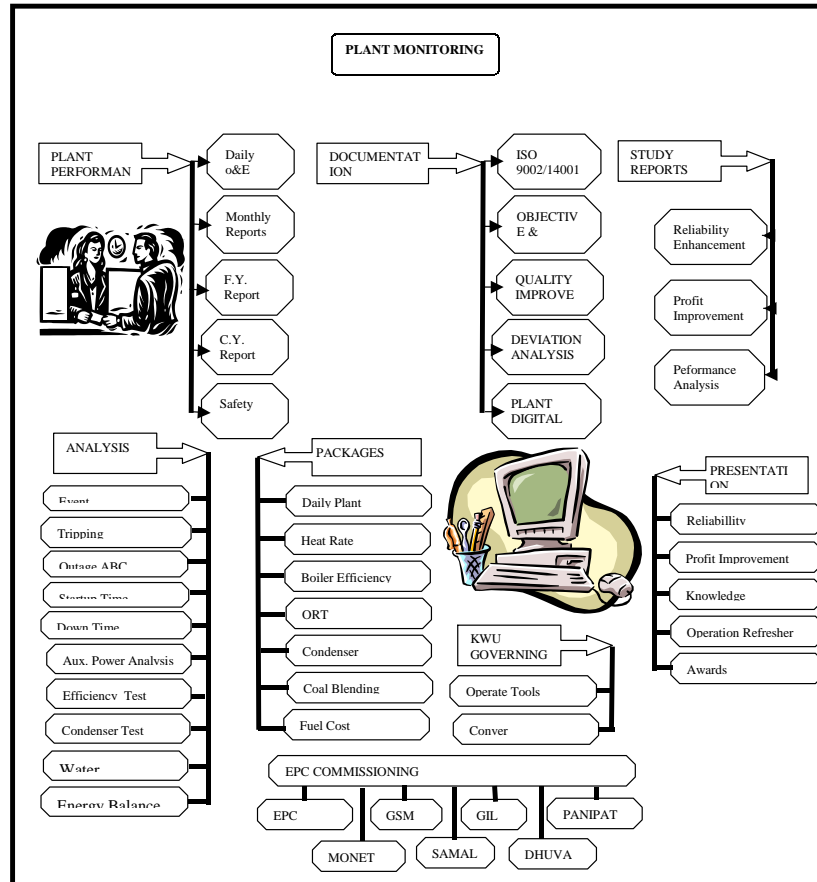 PLANT MONITORING
PLANT
PERFORMAN
Daily
o&E
Monthly
Reports
F.Y.
Report
C.Y.
Report
Safety
DOCUMENTAT
ION
ISO
9002/14001
OBJECTIV
E &
QUALITY
IMPROVE
DEVIATION
ANALYSIS
PLANT
DIGITAL
STUDY
REPORTS
Reliability
Enhancement
Profit
Improvement
Peformance
Analysis
ANALYSIS
Event
Tripping
Outage ABC
Startup Time
Down Time
Aux. Power Analysis
Efficiency Test
Condenser Test
Water
Energy Balance
PACKAGES
Daily Plant
Heat Rate
Boiler Efficiency
ORT
Condenser
Coal Blending
Fuel Cost
KWU
GOVERNING
Operate Tools
Conver
PRESENTATI
ON
Reliabillity
Profit Improvement
Knowledge
Operation Refresher
Awards
EPC COMMISSIONING
EPC
GSM
GIL
PANIPAT
MONET
SAMAL
DHUVA